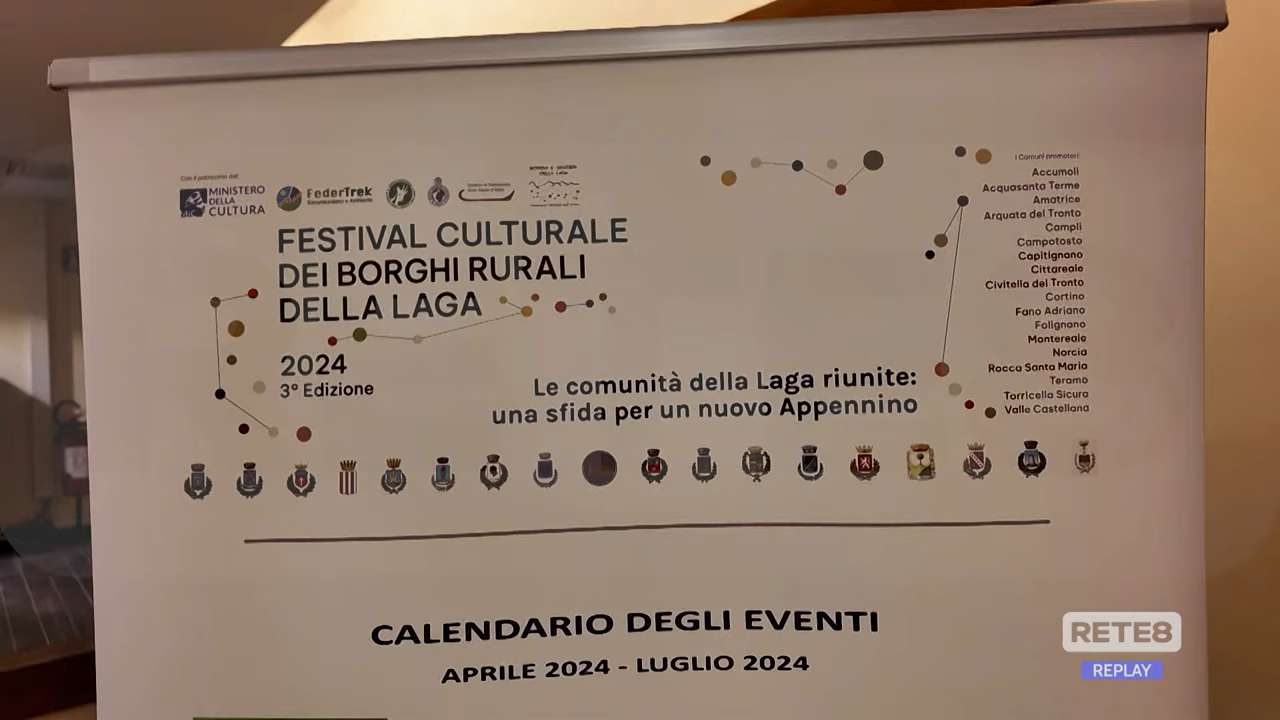 Con il patrocinio di:
MINISTERO
DELLA
CULTURA
FederTrek
Escursionismo e Ambiente
FESTIVAL CULTURALE
DEI BORGHI RURALI
DELLA LAGA
2024
3° Edizione
Le comunità della Laga riunite:
una sfida per un nuovo Appennino
I Comuni promotori:
Accumoli
Acquasanta Terme
Amatrice
Arquata del Tronto
Campli
Campotosto
Capitignano
Cittareale
Civitella del Tronto
Cortino
Fano Adriano
Folignano
Montereale
Norcia
Rocca Santa Maria
Teramo
Torricella Sicura
Valle Castellana
CALENDARIO DEGLI EVENTI
APRILE 2024 - LUGLIO 2024
RETE8
REPLAY